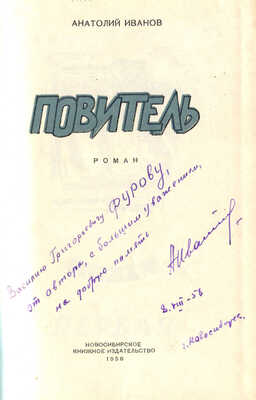 АНАТОЛИЙ ИВАНОВ
ПОВИТЕЛЬ
РОМАН
Василию Григорьевичу Фурову,
от автора, с большим уважением,
на добрую память
АИванов
8.VIII-58
г. Новосибирск
НОВОСИБИРСКОЕ
КНИЖНОЕ ИЗДАТЕЛЬСТВО
1958